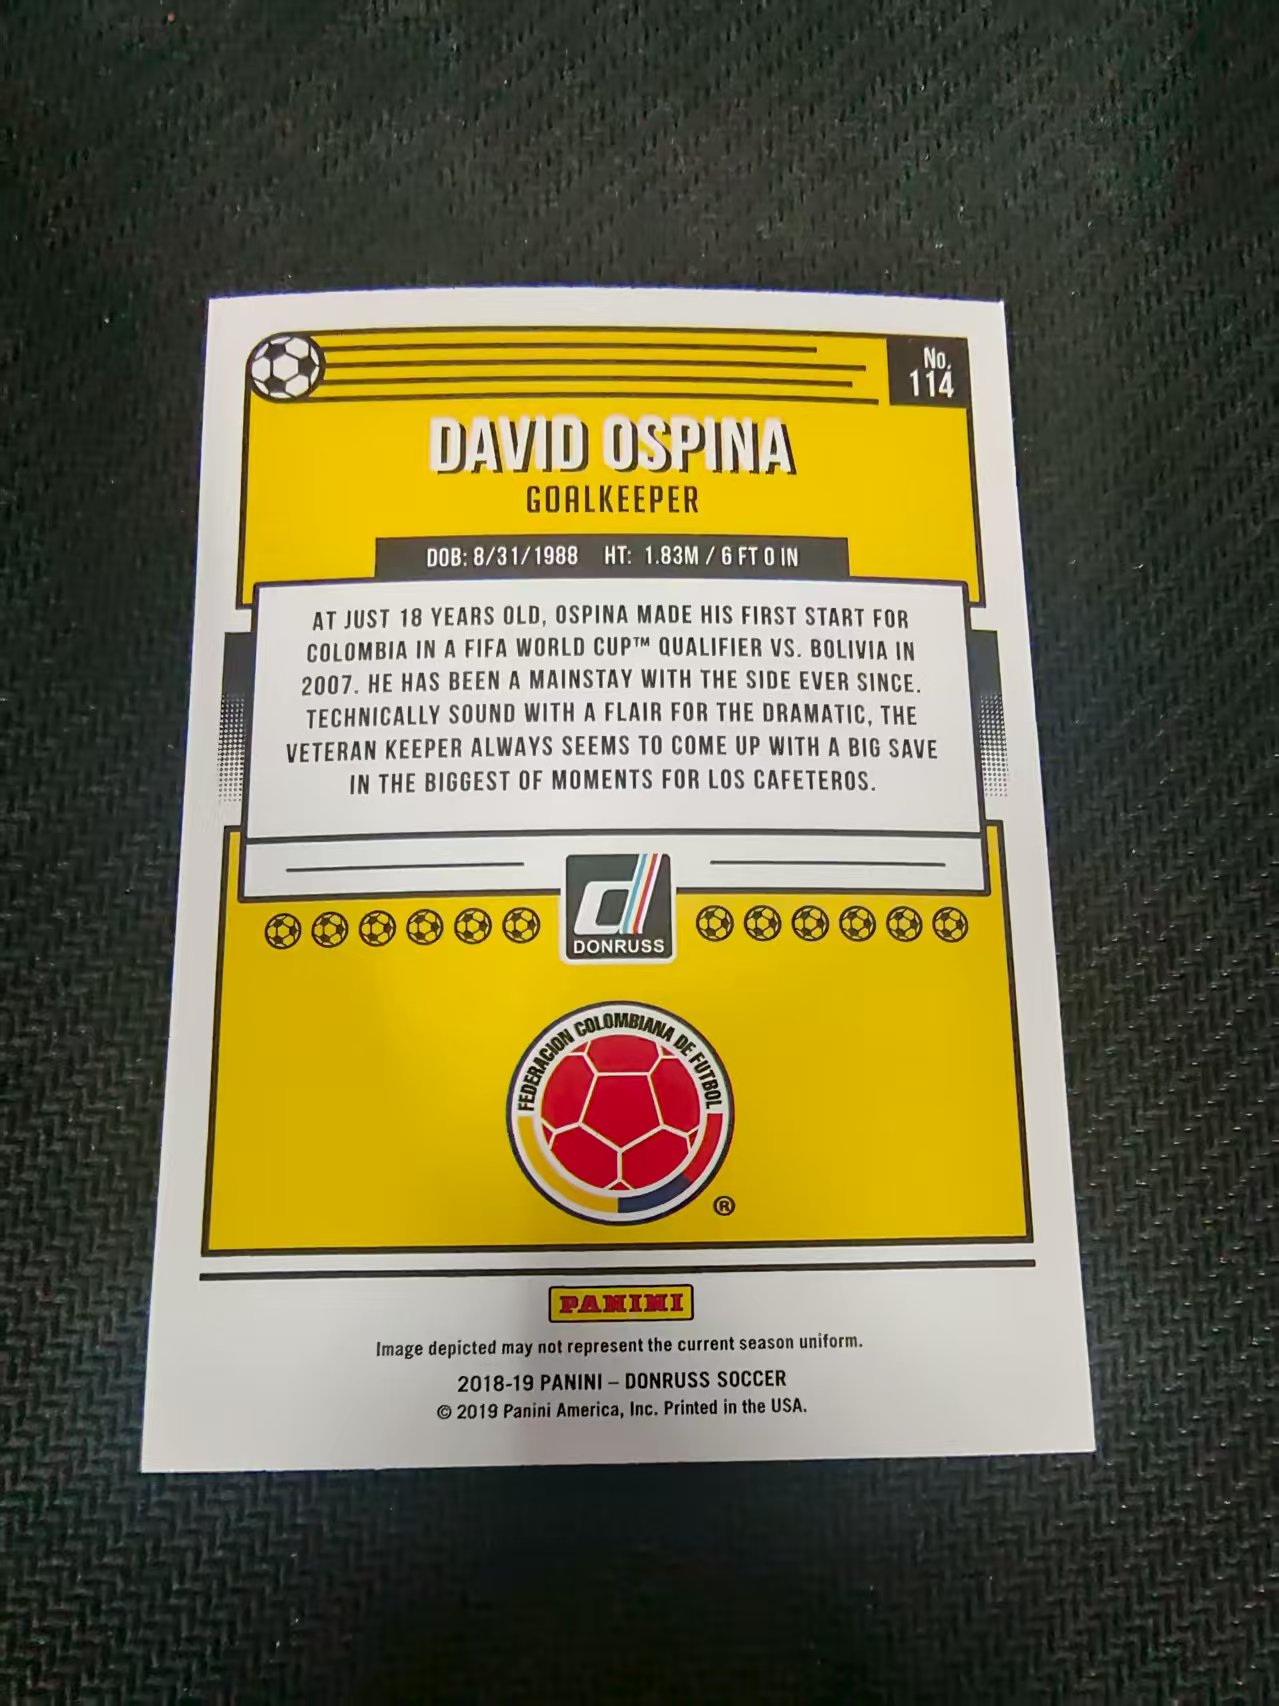 No.
114
DAVID OSPINA
GOALKEEPER
DOB: 8/31/1988 HT: 1.83M / 6 FT 0 IN
AT JUST 18 YEARS OLD, OSPINA MADE HIS FIRST START FOR
COLOMBIA IN A FIFA WORLD CUP™ QUALIFIER VS. BOLIVIA IN
2007. HE HAS BEEN A MAINSTAY WITH THE SIDE EVER SINCE.
TECHNICALLY SOUND WITH A FLAIR FOR THE DRAMATIC, THE
VETERAN KEEPER ALWAYS SEEMS TO COME UP WITH A BIG SAVE
IN THE BIGGEST OF MOMENTS FOR LOS CAFETEROS.
d
DONRUSS
FEDERACION COLOMBIANA DE FUTBOL
®
PANINI
Image depicted may not represent the current season uniform.
2018-19 PANINI – DONRUSS SOCCER
© 2019 Panini America, Inc. Printed in the USA.